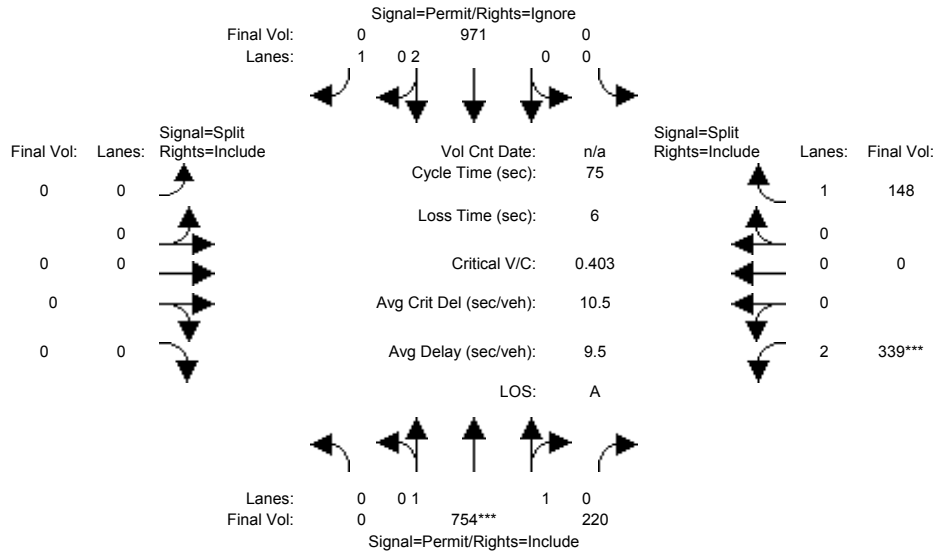 Signal=Permit/Rights=Ignore
Final Vol: 0 971 0
Lanes: 1 0 2 0 0
Signal=Split
Final Vol: Lanes: Rights=Include
Vol Cnt Date: n/a
Signal=Split
Rights=Include Lanes: Final Vol:
Cycle Time (sec): 75
0 0
1 148
Loss Time (sec): 6
0
0
0 0
Critical V/C: 0.403
0 0
0
Avg Crit Del (sec/veh): 10.5
0
0 0
Avg Delay (sec/veh): 9.5
2 339***
LOS: A
Lanes: 0 0 1 1 0
Final Vol: 0 754*** 220
Signal=Permit/Rights=Include